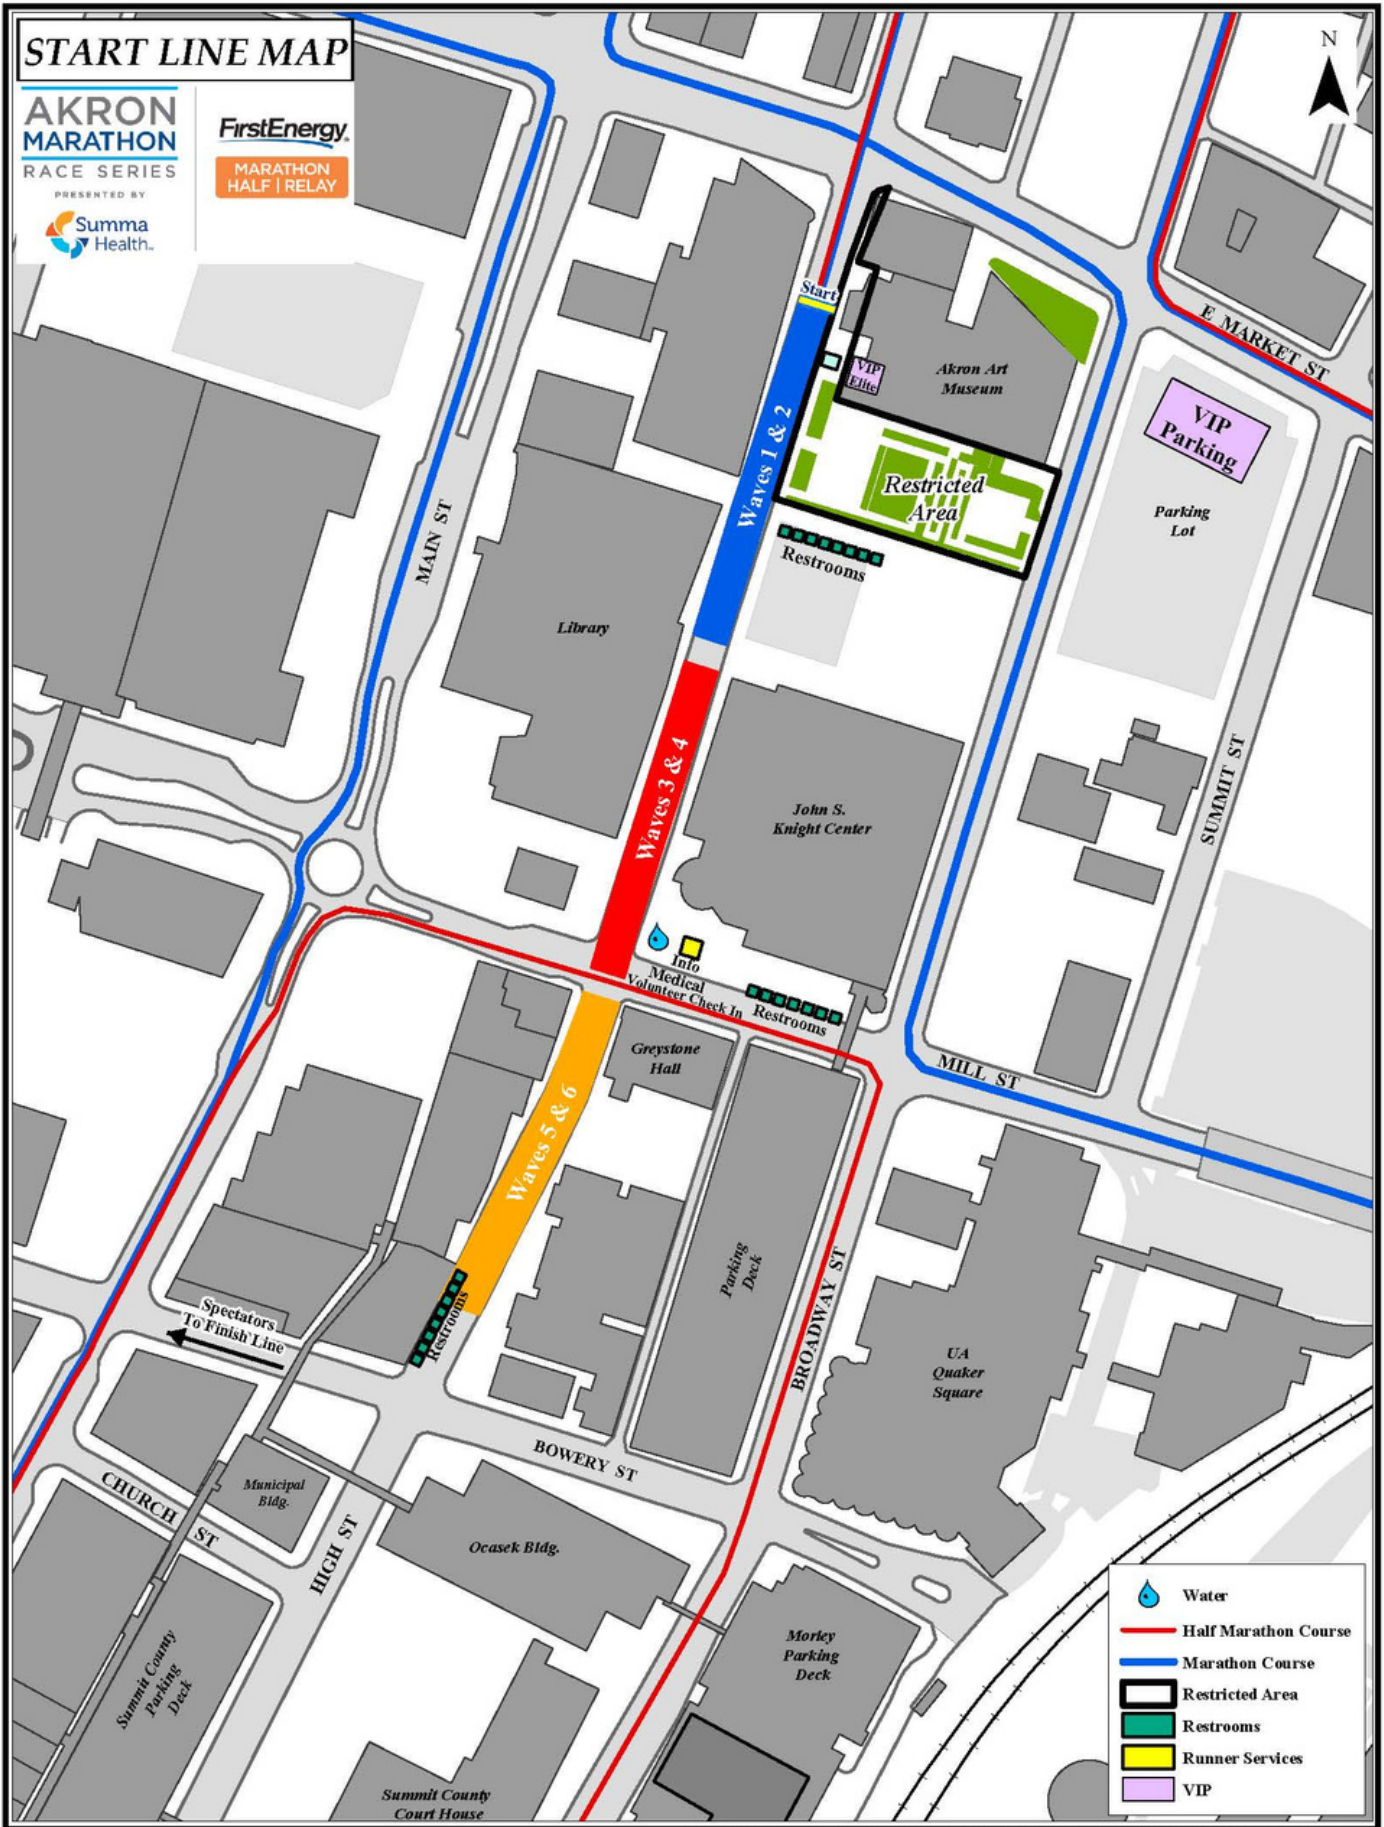 START LINE MAP
AKRON
MARATHON
RACE SERIES
PRESENTED BY
Summa
Health
FirstEnergy
MARATHON
HALF | RELAY
N
Start
VIP
Elite
Akron Art
Museum
E MARKET ST
VIP
Parking
Parking
Lot
Waves 1 & 2
Restricted
Area
Restrooms
MAIN ST
Library
Waves 3 & 4
John S.
Knight Center
SUMMIT ST
Info
Medical
Volunteer Check In
Restrooms
Greystone
Hall
MILL ST
Waves 5 & 6
Parking
Deck
BROADWAY ST
Spectators
To Finish Line
Restrooms
UA
Quaker
Square
BOWERY ST
CHURCH ST
Municipal
Bldg.
HIGH ST
Ocasek Bldg.
Summit County
Parking
Deck
Morley
Parking
Deck
Summit County
Court House
Water
Half Marathon Course
Marathon Course
Restricted Area
Restrooms
Runner Services
VIP